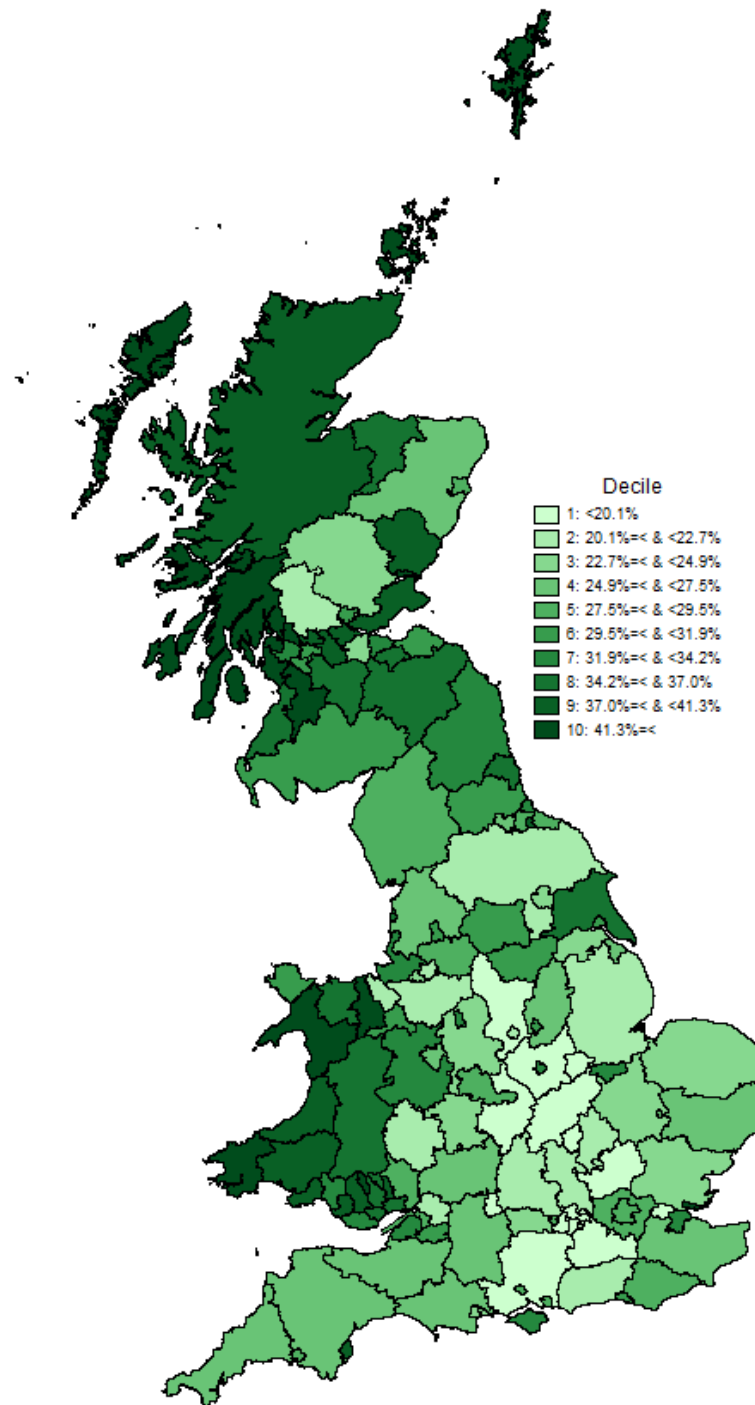 Decile
1: <20.1%
2: 20.1%=< & <22.7%
3: 22.7%=< & <24.9%
4: 24.9%=< & <27.5%
5: 27.5%=< & <29.5%
6: 29.5%=< & <31.9%
7: 31.9%=< & <34.2%
8: 34.2%=< & 37.0%
9: 37.0%=< & <41.3%
10: 41.3%=<